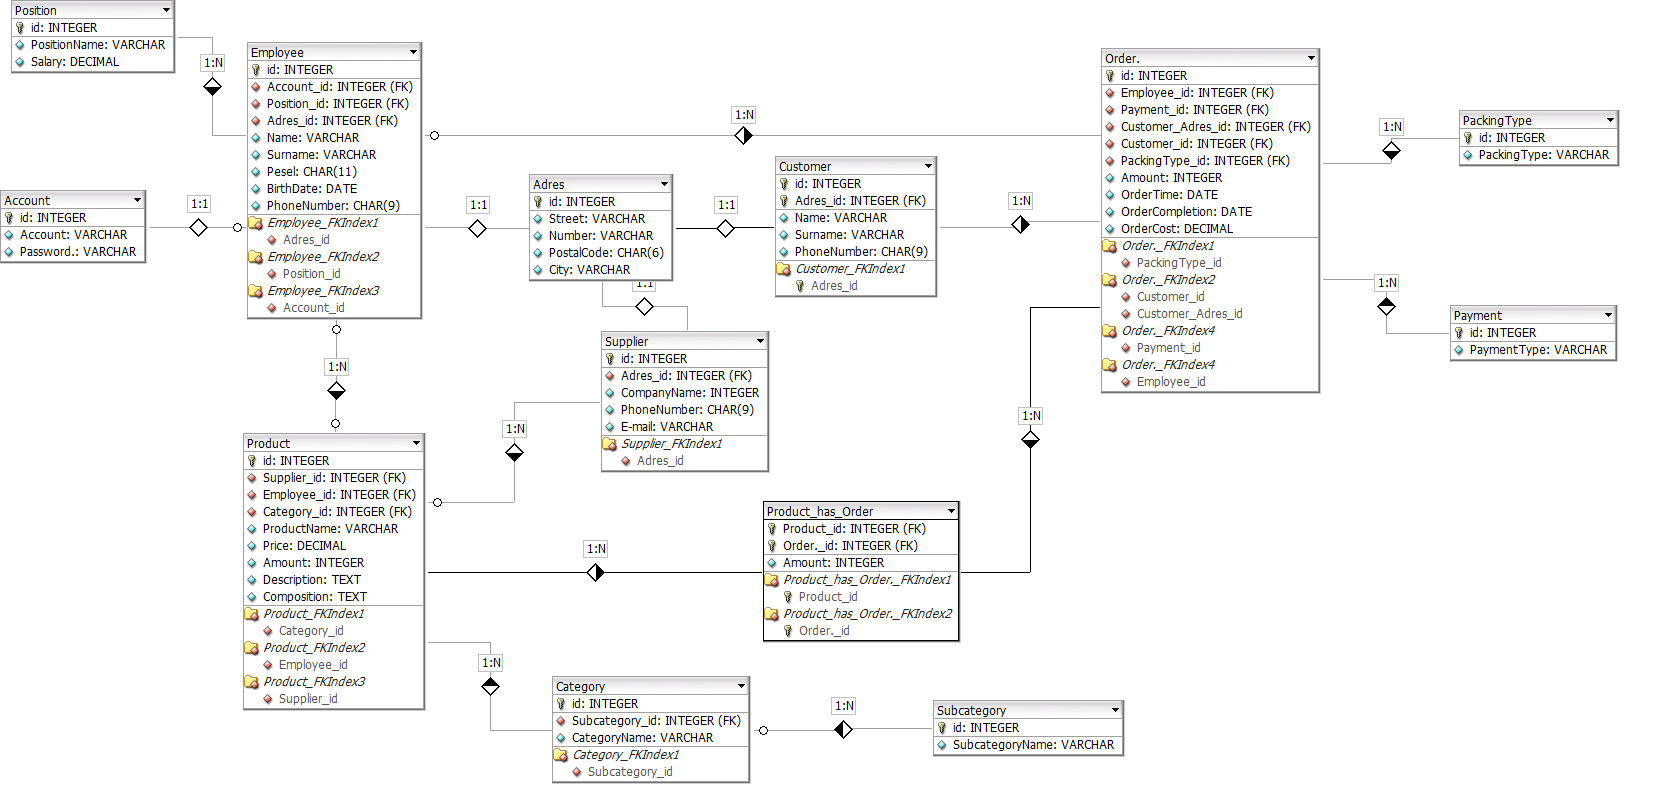 Position
id: INTEGER
PositionName: VARCHAR
Salary: DECIMAL
1:N
Employee
id: INTEGER
Account_id: INTEGER (FK)
Position_id: INTEGER (FK)
Adres_id: INTEGER (FK)
Name: VARCHAR
Surname: VARCHAR
Pesel: CHAR(11)
BirthDate: DATE
PhoneNumber: CHAR(9)
Employee_FKIndex1
Adres_id
Employee_FKIndex2
Position_id
Employee_FKIndex3
Account_id
1:N
Order.
id: INTEGER
Employee_id: INTEGER (FK)
Payment_id: INTEGER (FK)
Customer_Adres_id: INTEGER (FK)
Customer_id: INTEGER (FK)
PackingType_id: INTEGER (FK)
Amount: INTEGER
OrderTime: DATE
OrderCompletion: DATE
OrderCost: DECIMAL
Order._FKIndex1
PackingType_id
Order._FKIndex2
Customer_id
Customer_Adres_id
Order._FKIndex4
Payment_id
Order._FKIndex4
Employee_id
1:N
PackingType
id: INTEGER
PackingType: VARCHAR
Account
id: INTEGER
Account: VARCHAR
Password.: VARCHAR
1:1
1:1
Adres
id: INTEGER
Street: VARCHAR
Number: VARCHAR
PostalCode: CHAR(6)
City: VARCHAR
1:1
Customer
id: INTEGER
Adres_id: INTEGER (FK)
Name: VARCHAR
Surname: VARCHAR
PhoneNumber: CHAR(9)
Customer_FKIndex1
Adres_id
1:N
1:1
1:N
Payment
id: INTEGER
PaymentType: VARCHAR
Supplier
id: INTEGER
Adres_id: INTEGER (FK)
CompanyName: INTEGER
PhoneNumber: CHAR(9)
E-mail: VARCHAR
Supplier_FKIndex1
Adres_id
1:N
1:N
1:N
Product
id: INTEGER
Supplier_id: INTEGER (FK)
Employee_id: INTEGER (FK)
Category_id: INTEGER (FK)
ProductName: VARCHAR
Price: DECIMAL
Amount: INTEGER
Description: TEXT
Composition: TEXT
Product_FKIndex1
Category_id
Product_FKIndex2
Employee_id
Product_FKIndex3
Supplier_id
1:N
Product_has_Order
Product_id: INTEGER (FK)
Order._id: INTEGER (FK)
Amount: INTEGER
Product_has_Order._FKIndex1
Product_id
Product_has_Order._FKIndex2
Order._id
1:N
Category
id: INTEGER
Subcategory_id: INTEGER (FK)
CategoryName: VARCHAR
Category_FKIndex1
Subcategory_id
1:N
Subcategory
id: INTEGER
SubcategoryName: VARCHAR